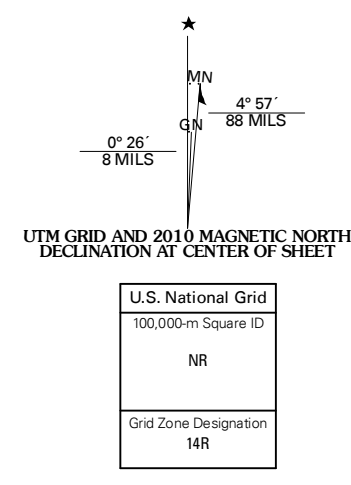 ★
MN
4° 57´
GN
88 MILS
0° 26´
8 MILS
UTM GRID AND 2010 MAGNETIC NORTH
DECLINATION AT CENTER OF SHEET
U.S. National Grid
100,000-m Square ID
NR
Grid Zone Designation
14R